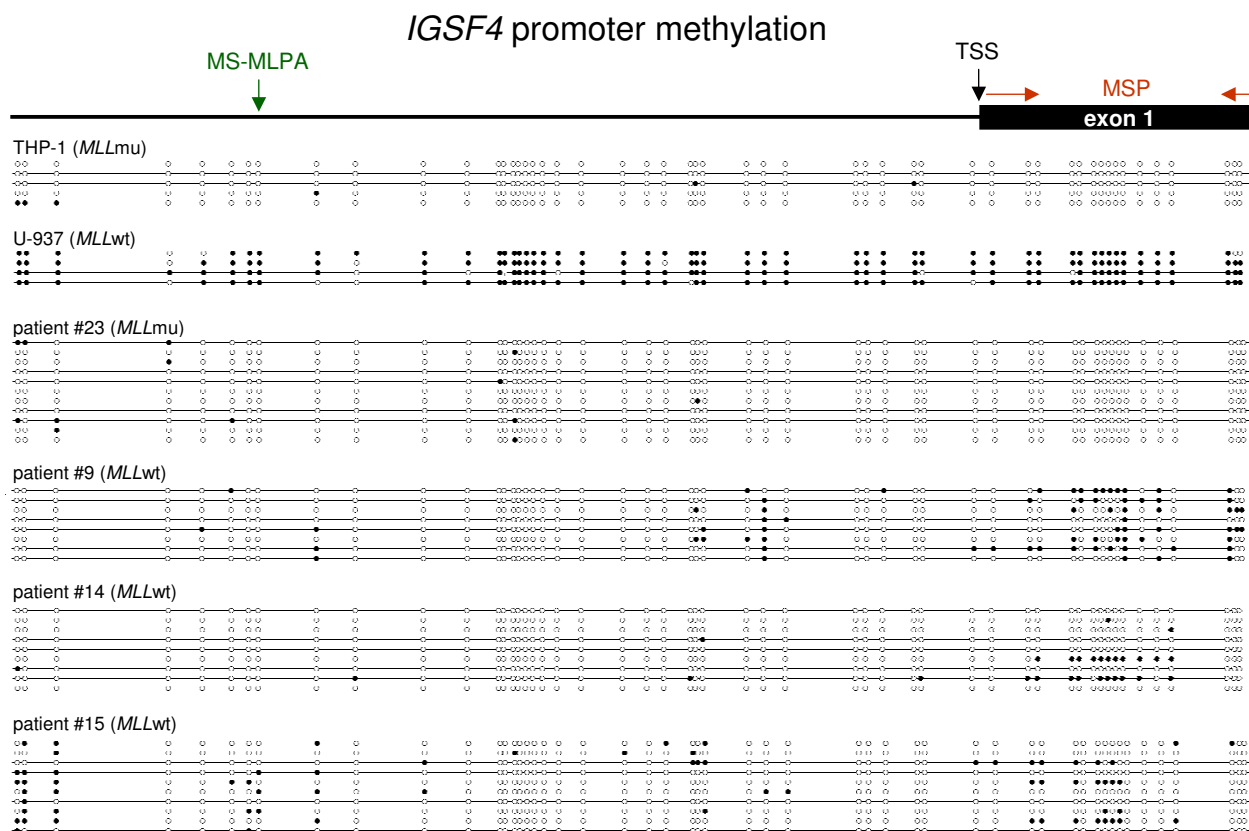 IGSF4 promoter methylation
MS-MLPA
TSS
MSP
exon 1
THP-1 (MLLmu)
U-937 (MLLwt)
patient #23 (MLLmu)
patient #9 (MLLwt)
patient #14 (MLLwt)
patient #15 (MLLwt)